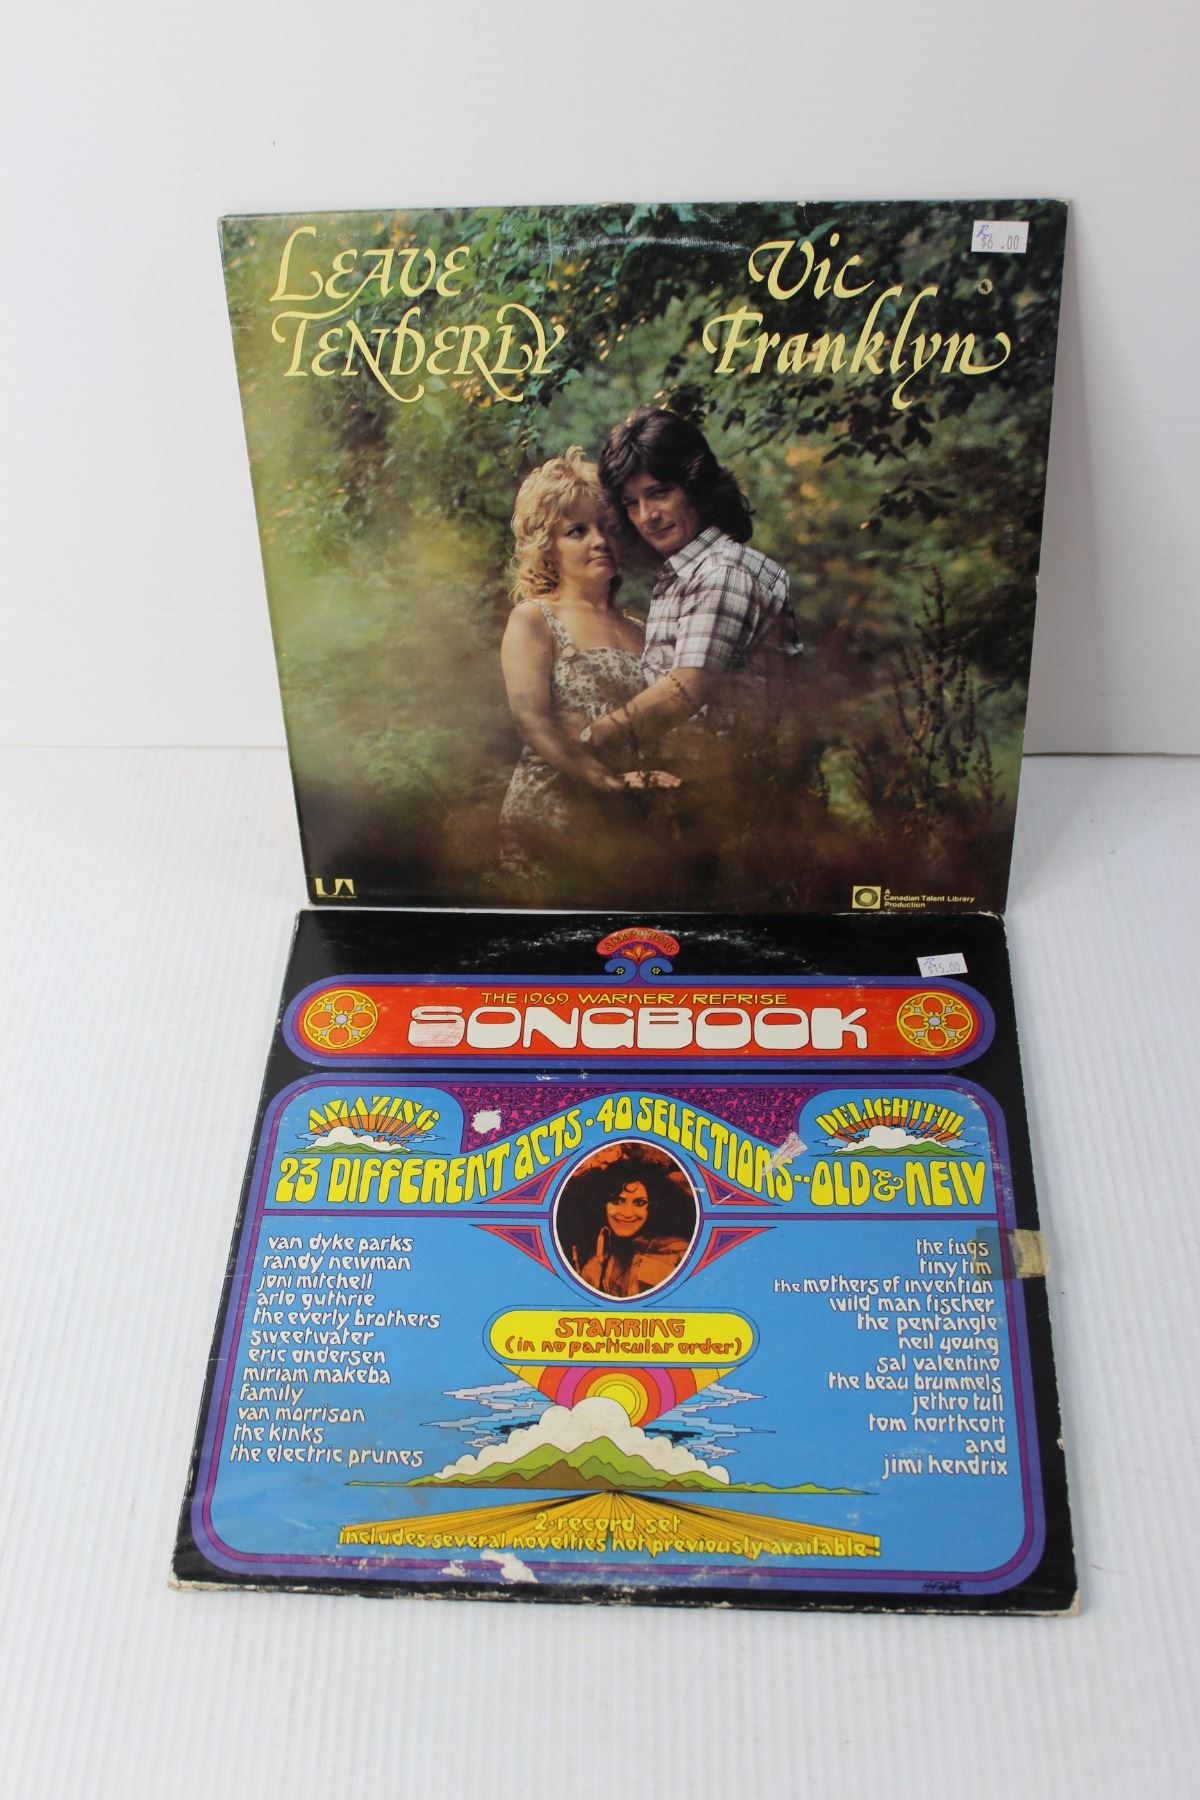 Leave
Tenderly
Vic
Franklyn
R
$6.00
UA
A
Canadian Talent Library
Production
STEREOPHONIC
R
$15.00
THE 1969 WARNER/REPRISE
SONGBOOK
AMAZING
DELIGHTFUL
23 DIFFERENT ACTS·40 SELECTIONS--OLD & NEW
van dyke parks
randy newman
joni mitchell
arlo guthrie
the everly brothers
sweetwater
eric andersen
miriam makeba
family
van morrison
the kinks
the electric prunes
STARRING
(in no particular order)
the fugs
tiny tim
the mothers of invention
wild man fischer
the pentangle
neil young
sal valentino
the beau brummels
jethro tull
tom northcott
and
jimi hendrix
2-record set
includes several novelties not previously available!